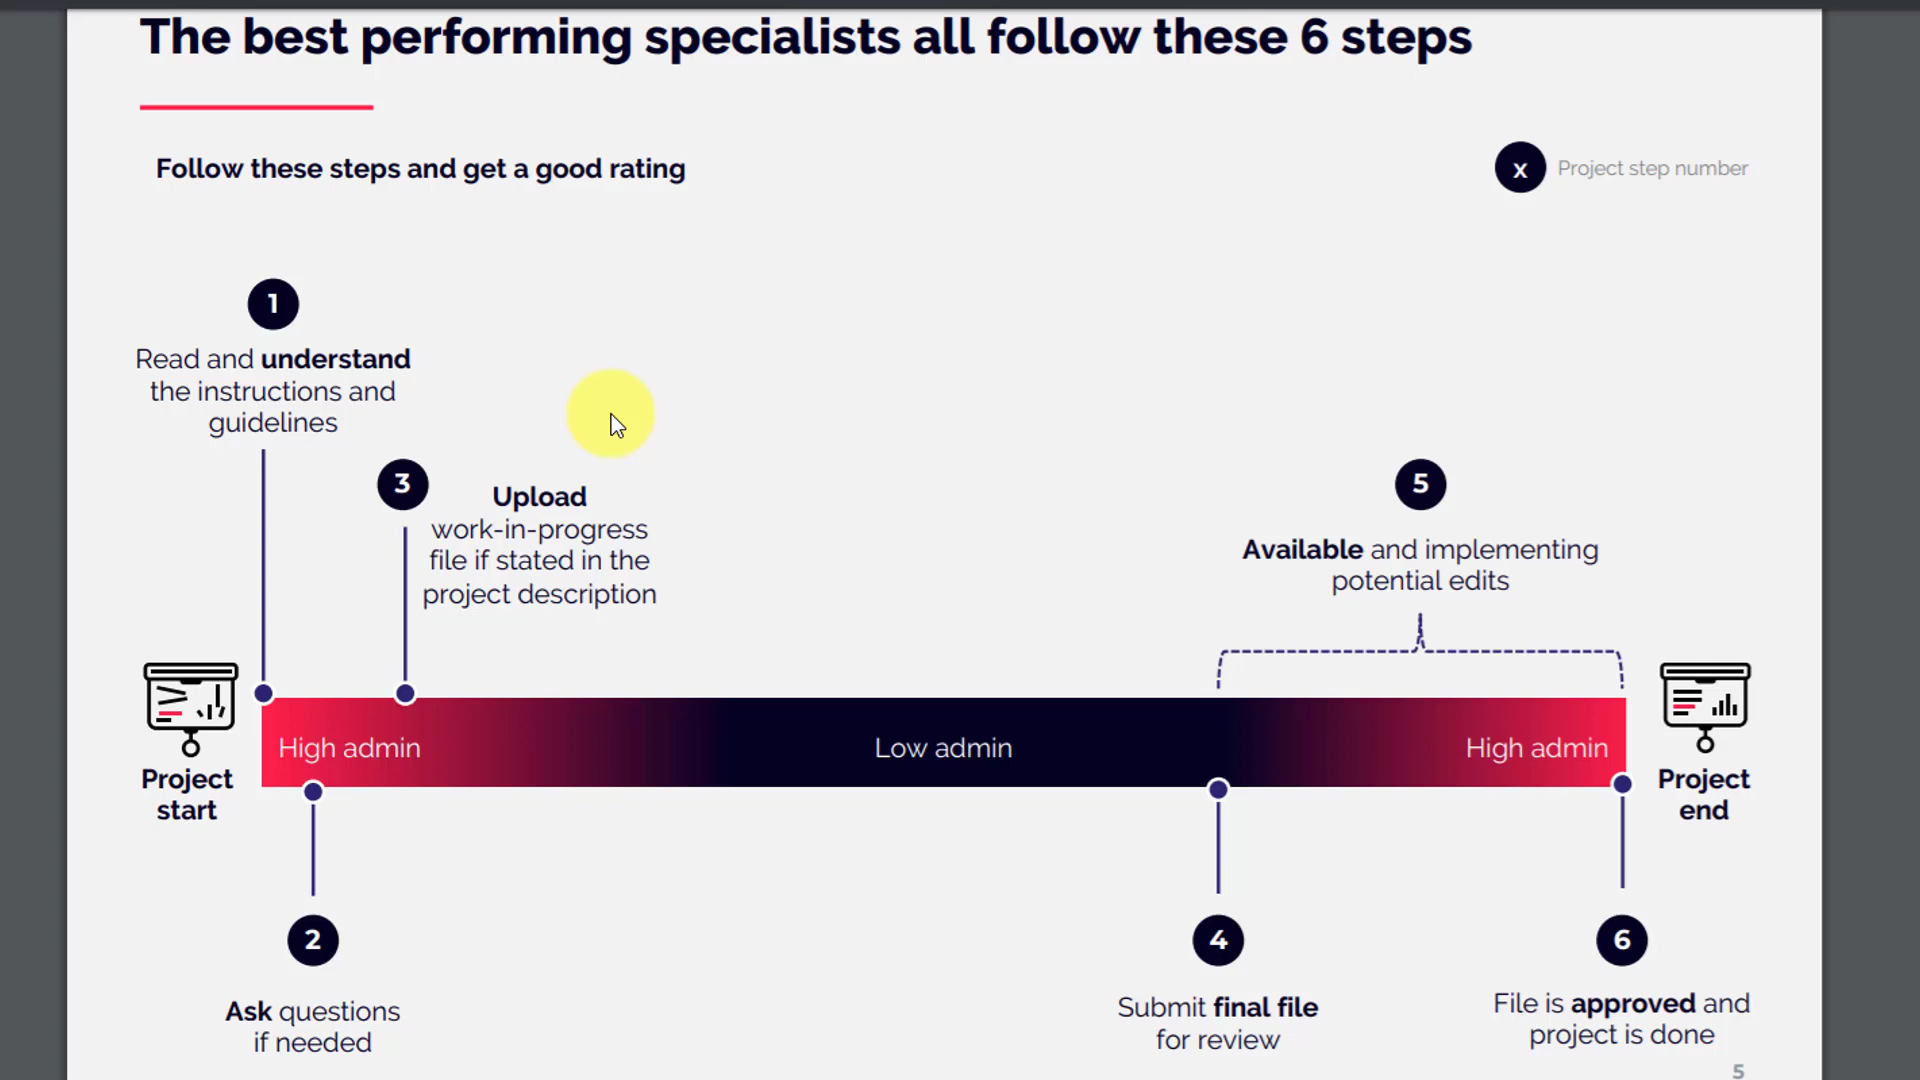 The best performing specialists all follow these 6 steps
Follow these steps and get a good rating
x
Project step number
1
Read and understand
the instructions and
guidelines
3
Upload
work-in-progress
file if stated in the
project description
5
Available and implementing
potential edits
High admin
Low admin
High admin
Project
start
Project
end
2
Ask questions
if needed
4
Submit final file
for review
6
File is approved and
project is done
5